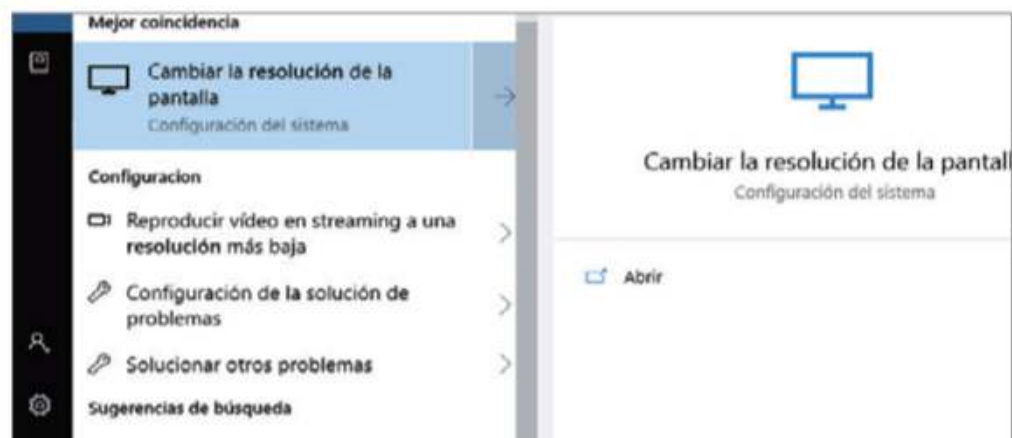 Mejor coincidencia
Cambiar la resolución de la
pantalla
Configuración del sistema
Configuracion
Reproducir vídeo en streaming a una
resolución más baja
Configuración de la solución de
problemas
Solucionar otros problemas
Sugerencias de búsqueda
Cambiar la resolución de la pantall
Configuración del sistema
Abrir